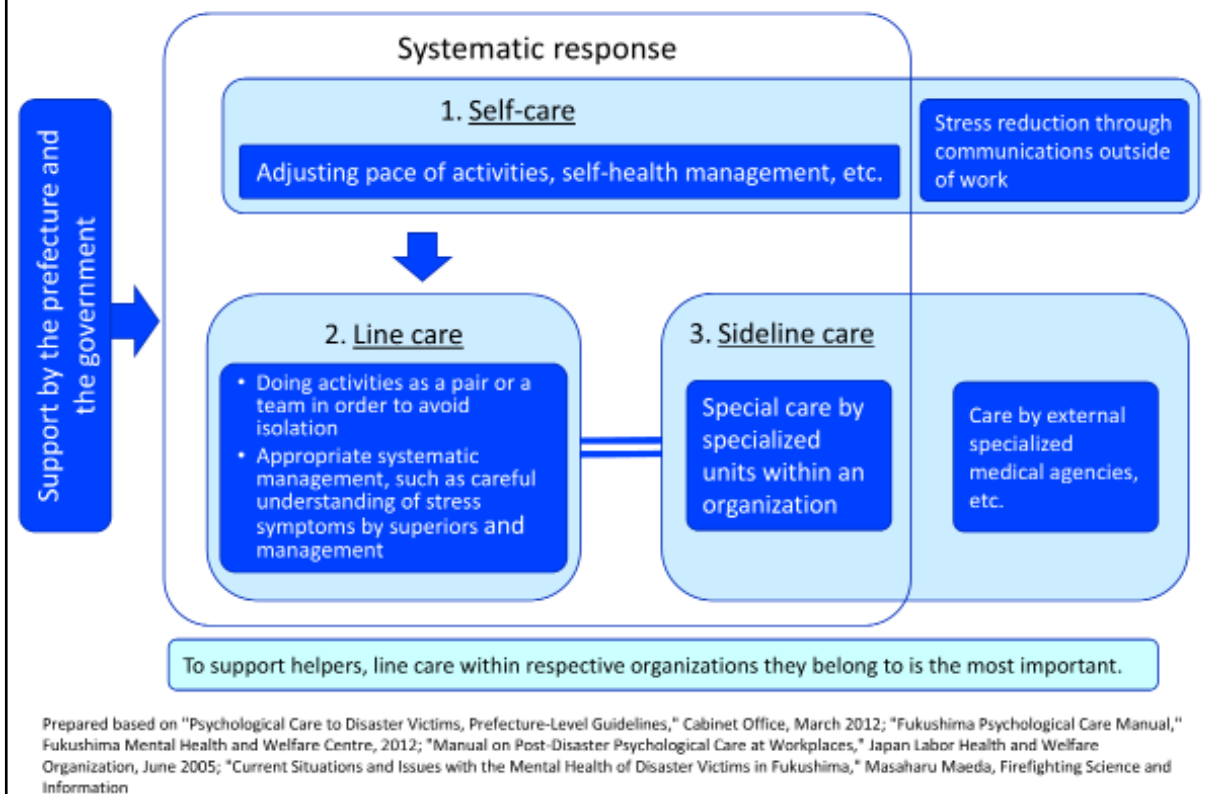 Systematic response
Support by the prefecture and
the government
1. Self-care
Adjusting pace of activities, self-health management, etc.
Stress reduction through
communications outside
of work
2. Line care
• Doing activities as a pair or a
team in order to avoid
isolation
• Appropriate systematic
management, such as careful
understanding of stress
symptoms by superiors and
management
3. Sideline care
Special care by
specialized
units within an
organization
Care by external
specialized
medical agencies,
etc.
To support helpers, line care within respective organizations they belong to is the most important.
Prepared based on "Psychological Care to Disaster Victims, Prefecture-Level Guidelines," Cabinet Office, March 2012; "Fukushima Psychological Care Manual,"
Fukushima Mental Health and Welfare Centre, 2012; "Manual on Post-Disaster Psychological Care at Workplaces," Japan Labor Health and Welfare
Organization, June 2005; "Current Situations and Issues with the Mental Health of Disaster Victims in Fukushima," Masaharu Maeda, Firefighting Science and
Information